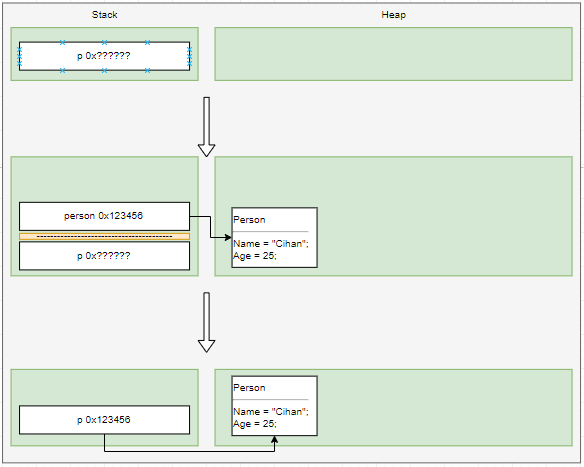 Stack Heap
p 0x??????
person 0x123456
----------------------------------------
p 0x??????
Person
Name = "Cihan";
Age = 25;
p 0x123456
Person
Name = "Cihan";
Age = 25;